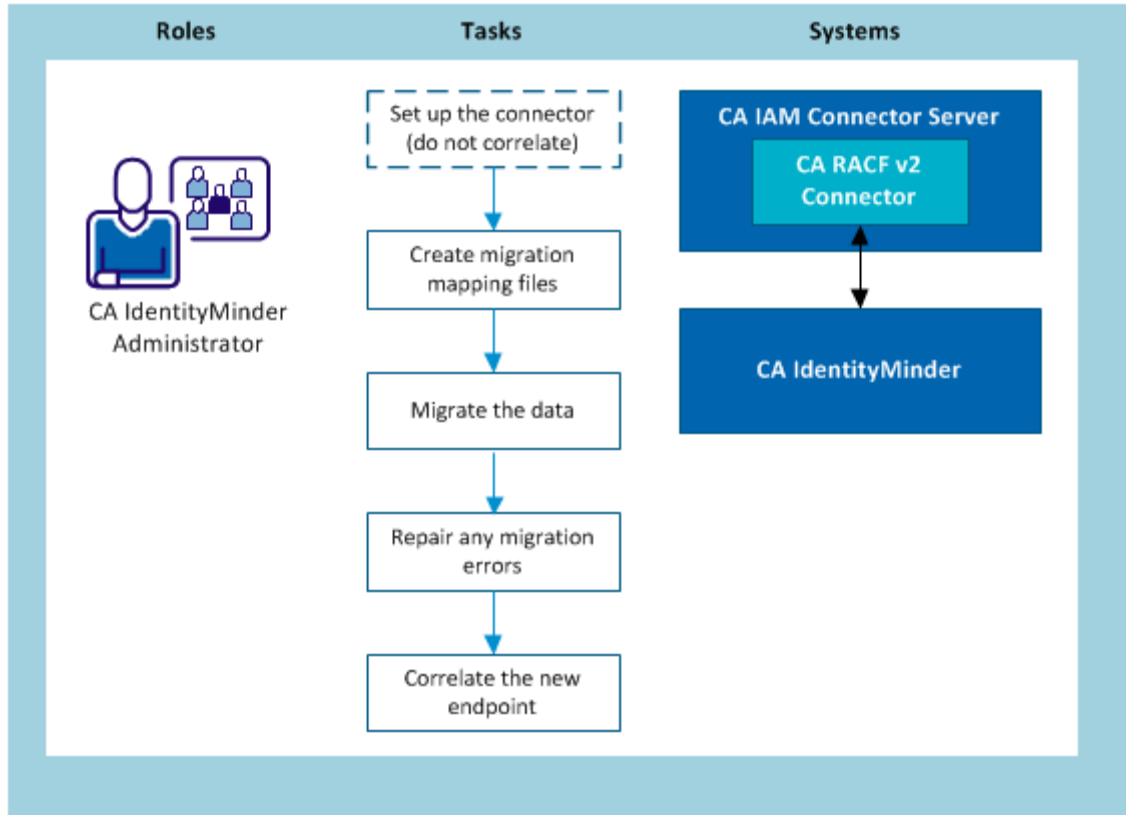 Roles
Tasks
Systems
CA IdentityMinder
Administrator
Set up the connector
(do not correlate)
Create migration
mapping files
Migrate the data
Repair any migration
errors
Correlate the new
endpoint
CA IAM Connector Server
CA RACF v2
Connector
CA IdentityMinder